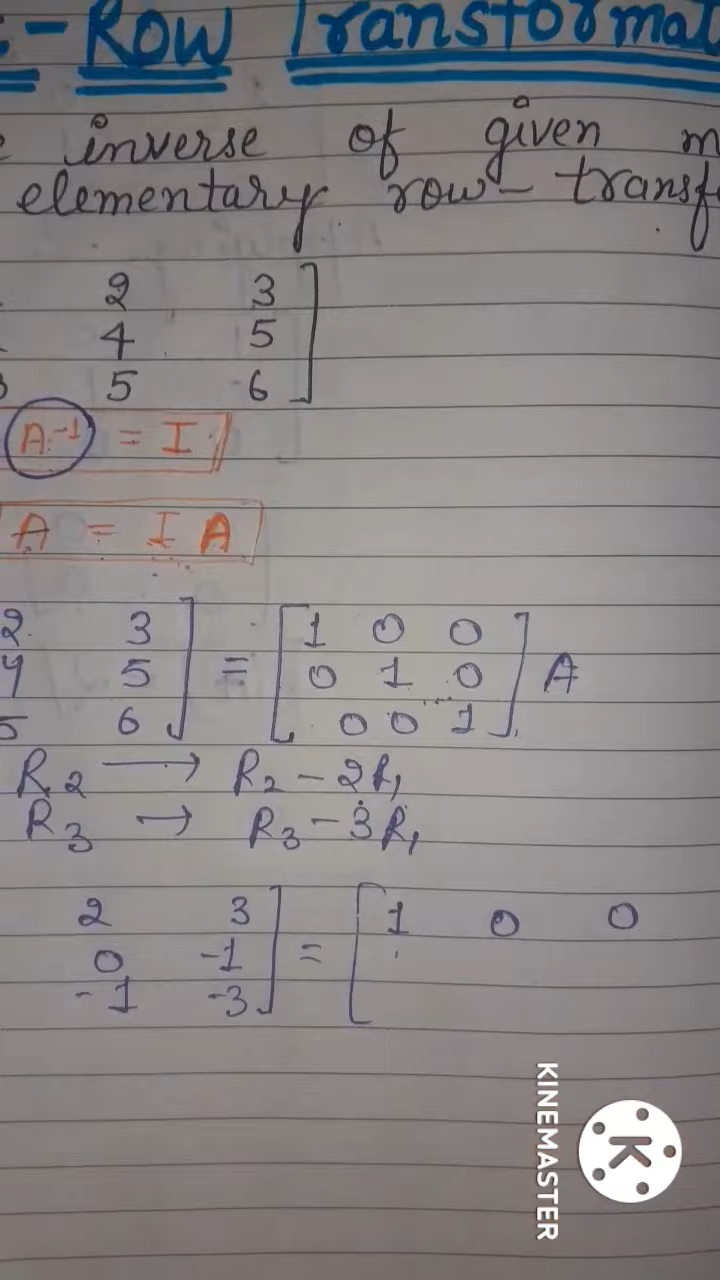 :- Row Transformat
inverse of given m
elementary row- transf
2 3
4 5
3 5 6
A⁻¹ = I
A = I A
2 3 = 1 0 0
4 5 0 1 0 A
5 6 0 0 1
R₂ → R₂ - 2R₁
R₃ → R₃ - 3R₁
2 3 = 1 0 0
0 -1
-1 -3
KINEMASTER